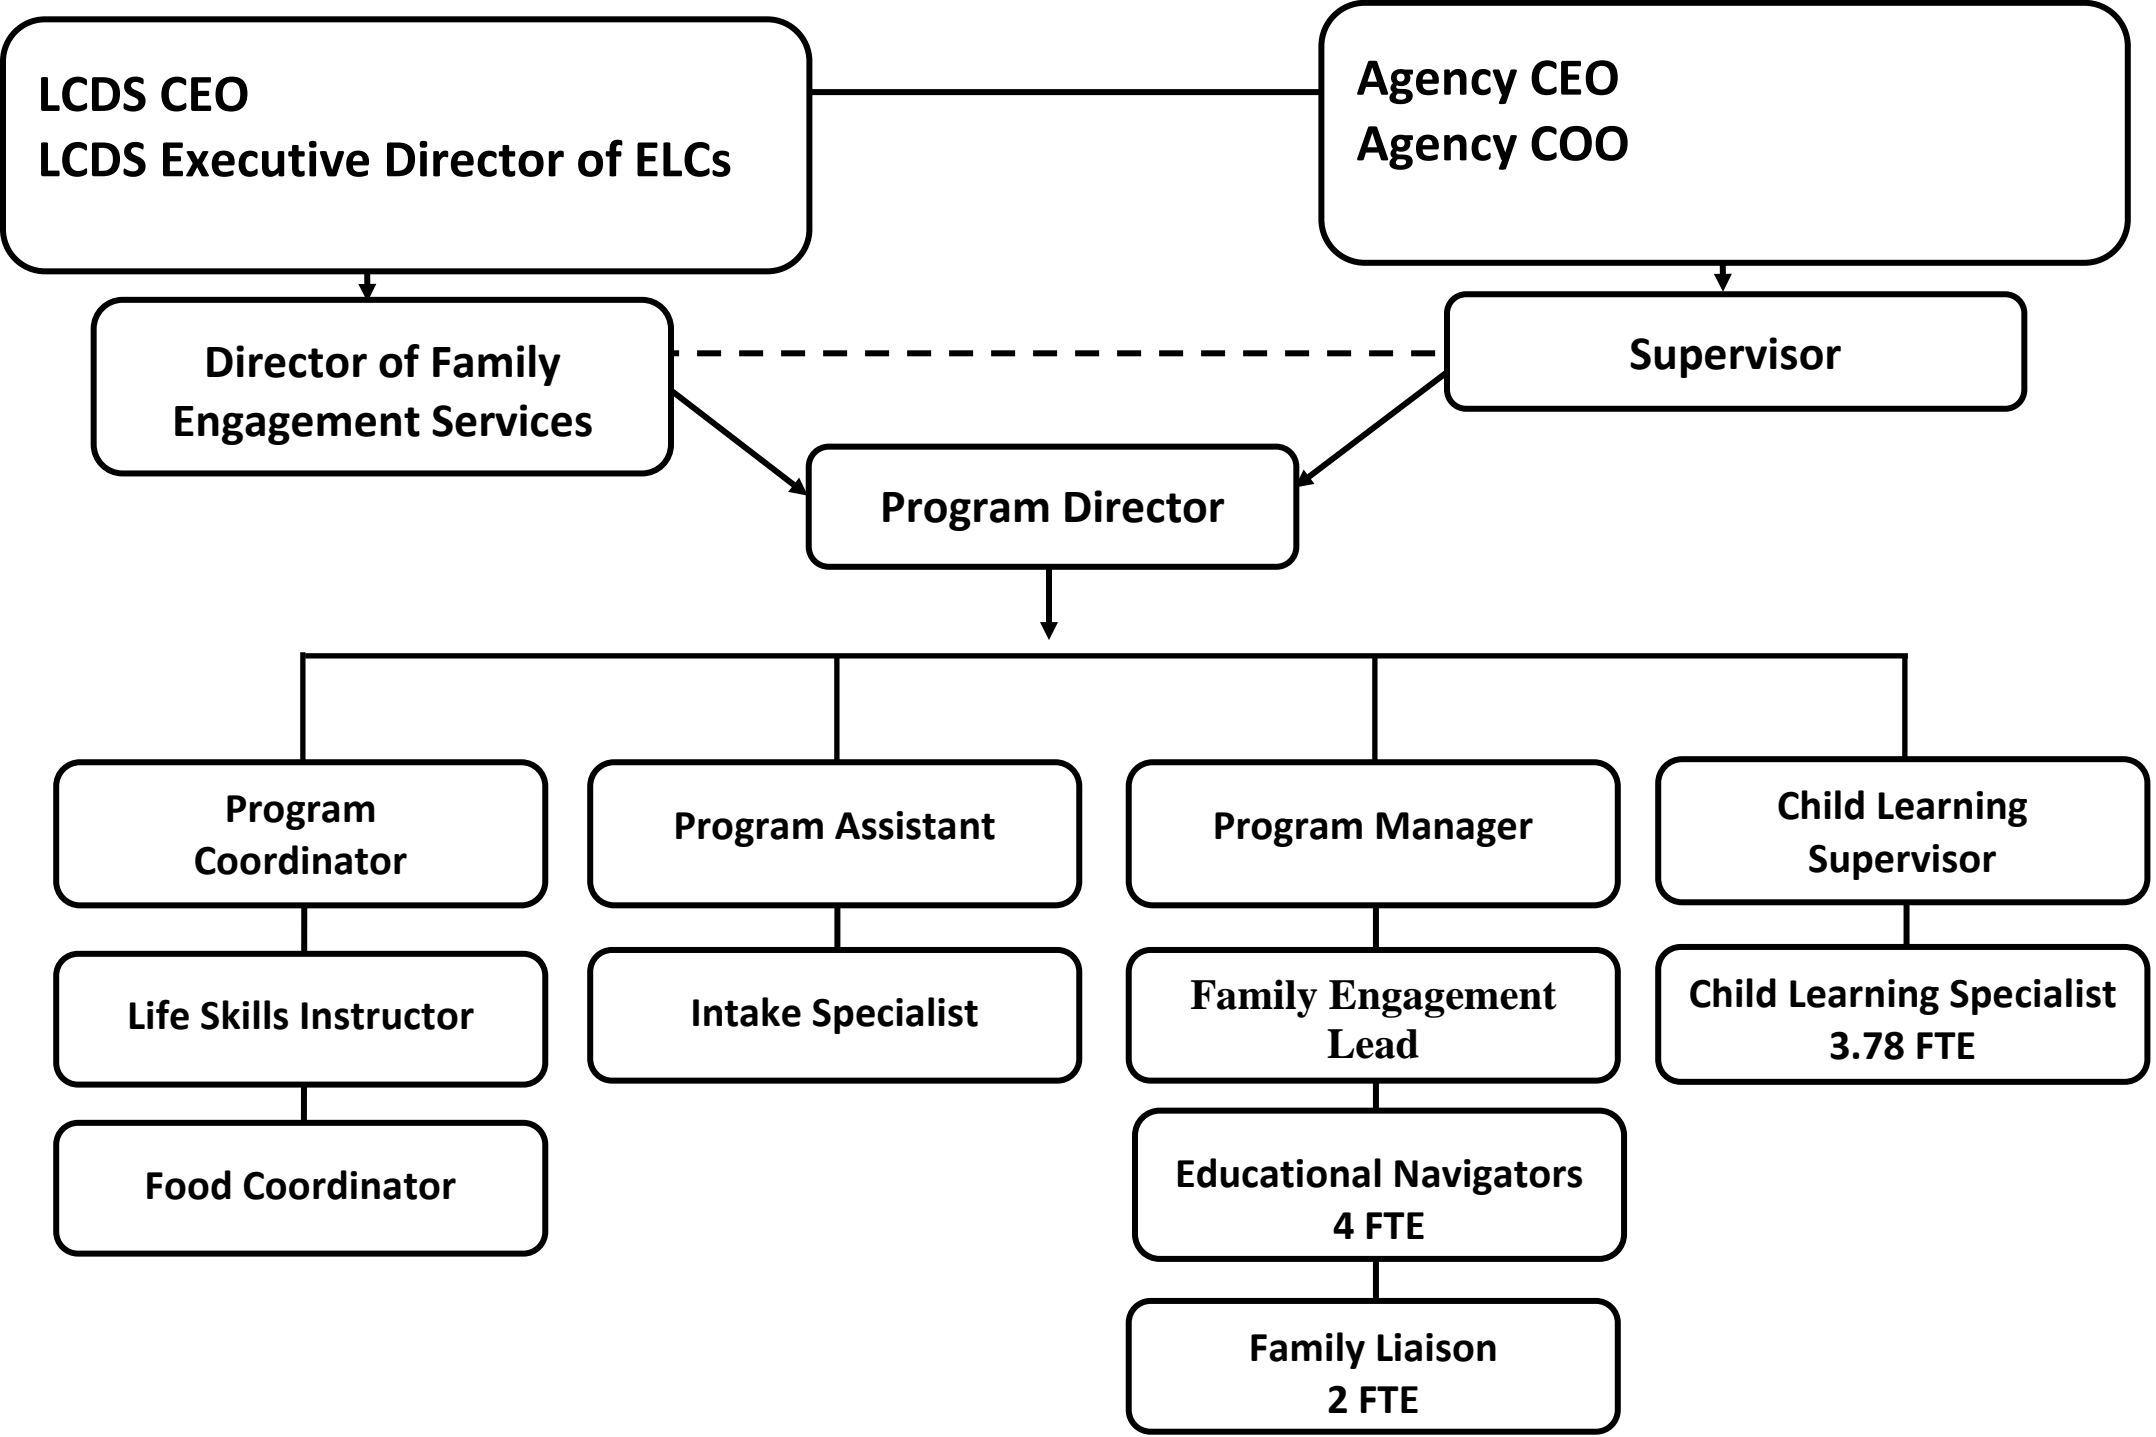 LCDS CEO
LCDS Executive Director of ELCs
Agency CEO
Agency COO
Director of Family
Engagement Services
Supervisor
Program Director
Program
Coordinator
Program Assistant
Program Manager
Child Learning
Supervisor
Life Skills Instructor
Intake Specialist
Family Engagement
Lead
Child Learning Specialist
3.78 FTE
Food Coordinator
Educational Navigators
4 FTE
Family Liaison
2 FTE